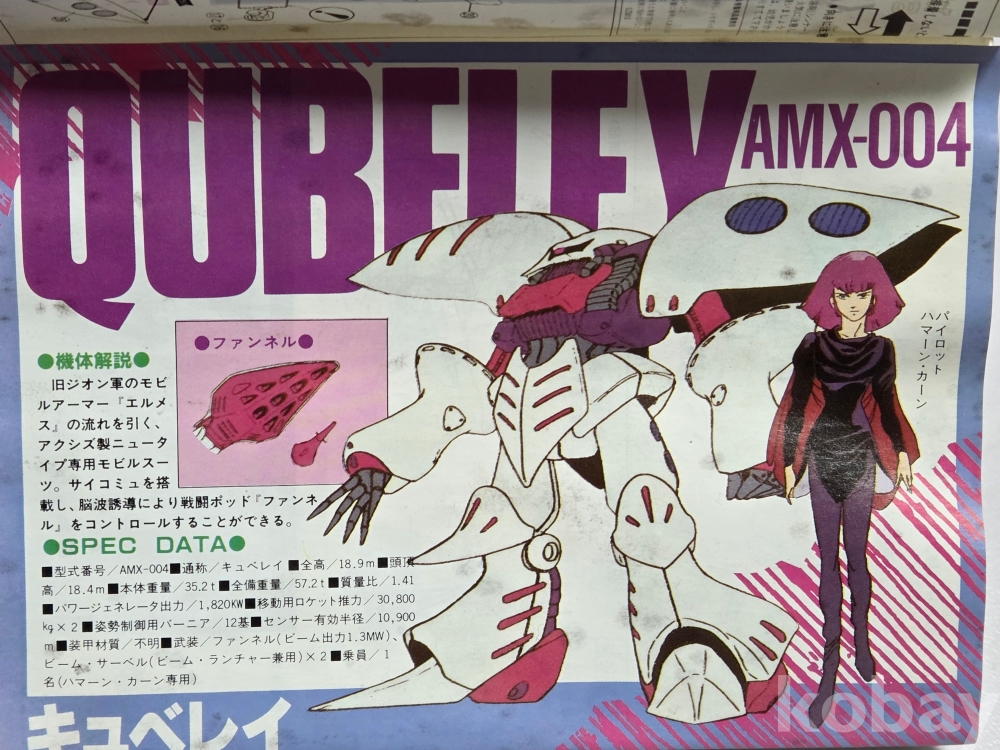 QUBELEY
AMX-004
パイロット
ハマーン・カーン
●ファンネル●
●機体解説●
旧ジオン軍のモビ
ルアーマー『エルメ
ス』の流れを引く、
アクシズ製ニュータ
イプ専用モビルスー
ツ。サイコミュを搭
載し、脳波誘導により戦闘ポッド『ファンネ
ル』をコントロールすることができる。
●SPEC DATA●
■型式番号／AMX-004■通称／キュベレイ■全高／18.9m■頭頂
高／18.4m■本体重量／35.2t■全備重量／57.2t■質量比／1.41
■パワージェネレータ出力／1,820KW■移動用ロケット推力／30,800
kg×2■姿勢制御用バーニア／12基■センサー有効半径／10,900
m■装甲材質／不明■武装／ファンネル(ビーム出力1.3MW)、
ビーム・サーベル(ビーム・ランチャー兼用)×2■乗員／1
名(ハマーン・カーン専用)
キュベレイ
kobay